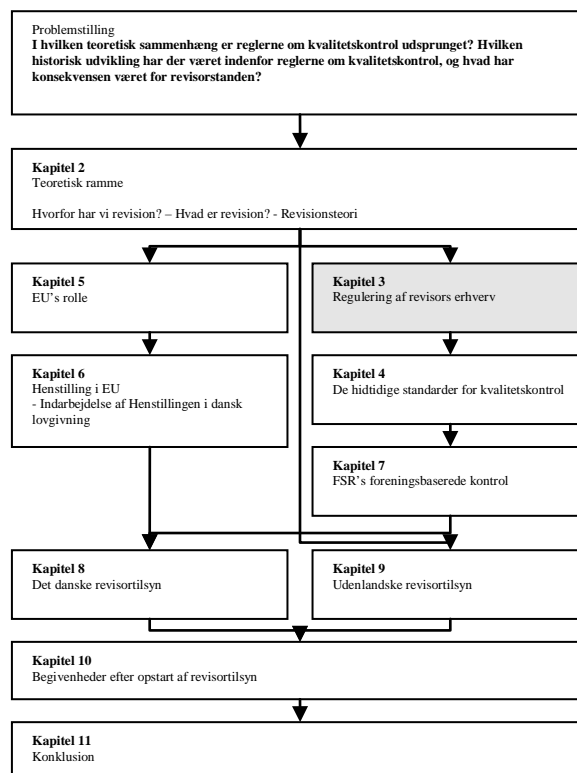 Problemstilling
I hvilken teoretisk sammenhæng er reglerne om kvalitetskontrol udsprunget? Hvilken
historisk udvikling har der været indenfor reglerne om kvalitetskontrol, og hvad har
konsekvensen været for revisorstanden?
Kapitel 2
Teoretisk ramme
Hvorfor har vi revision? – Hvad er revision? - Revisionsteori
Kapitel 5
EU's rolle
Kapitel 3
Regulering af revisors erhverv
Kapitel 6
Henstilling i EU
- Indarbejdelse af Henstillingen i dansk
lovgivning
Kapitel 4
De hidtidige standarder for kvalitetskontrol
Kapitel 7
FSR's foreningsbaserede kontrol
Kapitel 8
Det danske revisortilsyn
Kapitel 9
Udenlandske revisortilsyn
Kapitel 10
Begivenheder efter opstart af revisortilsyn
Kapitel 11
Konklusion